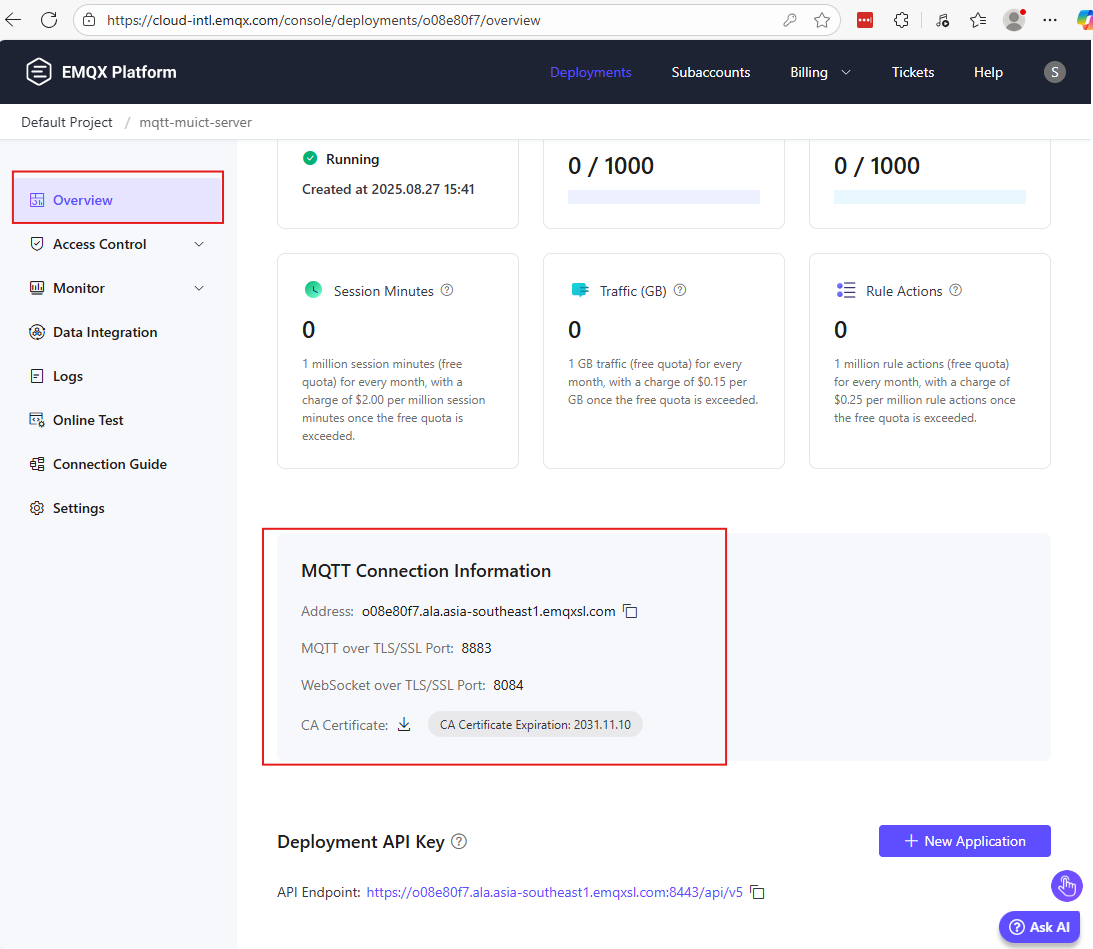 https://cloud-intl.emqx.com/console/deployments/o08e80f7/overview
EMQX Platform
Deployments
Subaccounts
Billing
Tickets
Help
S
Default Project / mqtt-muict-server
Overview
Access Control
Monitor
Data Integration
Logs
Online Test
Connection Guide
Settings
Running
Created at 2025.08.27 15:41
0 / 1000
0 / 1000
Session Minutes ?
0
1 million session minutes (free
quota) for every month, with a
charge of $2.00 per million session
minutes once the free quota is
exceeded.
Traffic (GB) ?
0
1 GB traffic (free quota) for every
month, with a charge of $0.15 per
GB once the free quota is exceeded.
Rule Actions ?
0
1 million rule actions (free quota)
for every month, with a charge of
$0.25 per million rule actions once
the free quota is exceeded.
MQTT Connection Information
Address: o08e80f7.ala.asia-southeast1.emqxsl.com
MQTT over TLS/SSL Port: 8883
WebSocket over TLS/SSL Port: 8084
CA Certificate: CA Certificate Expiration: 2031.11.10
Deployment API Key ?
+ New Application
API Endpoint: https://o08e80f7.ala.asia-southeast1.emqxsl.com:8443/api/v5
? Ask AI